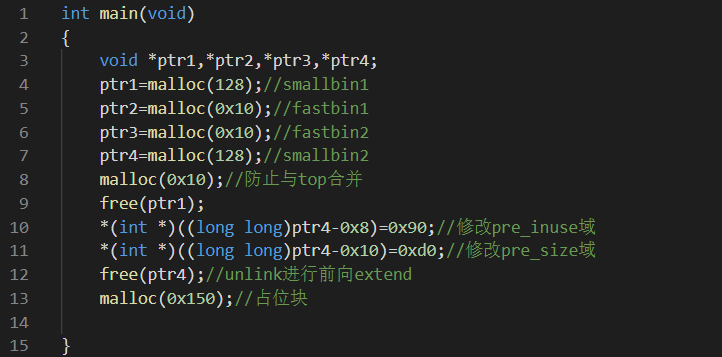 1 int main(void)
2 {
3 void *ptr1,*ptr2,*ptr3,*ptr4;
4 ptr1=malloc(128);//smallbin1
5 ptr2=malloc(0x10);//fastbin1
6 ptr3=malloc(0x10);//fastbin2
7 ptr4=malloc(128);//smallbin2
8 malloc(0x10);//防止与top合并
9 free(ptr1);
10 *(int *)((long long)ptr4-0x8)=0x90;//修改pre_inuse域
11 *(int *)((long long)ptr4-0x10)=0xd0;//修改pre_size域
12 free(ptr4);//unlink进行前向extend
13 malloc(0x150);//占位块
14
15 }